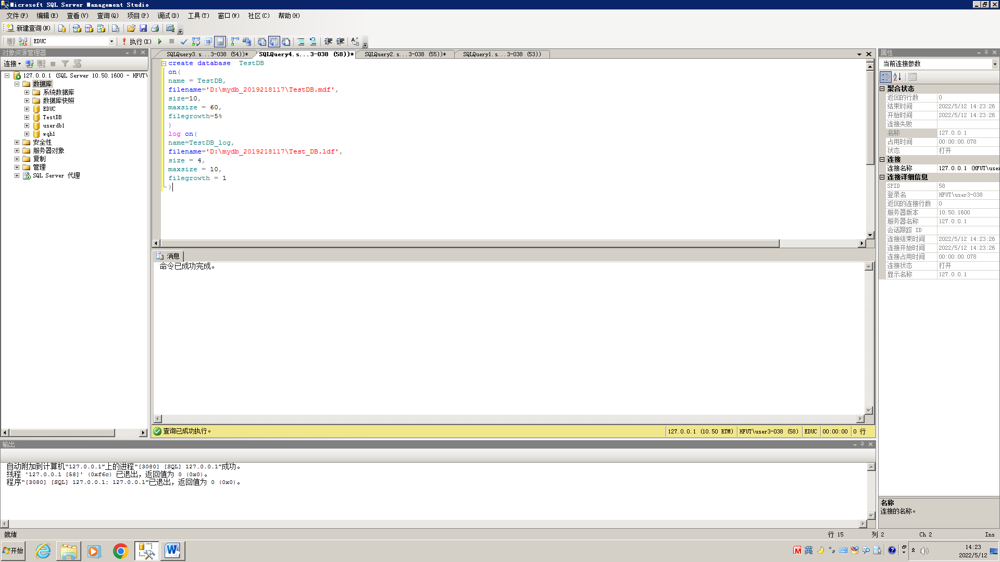 Microsoft SQL Server Management Studio
文件(F) 编辑(E) 查看(V) 查询(Q) 项目(P) 调试(D) 工具(T) 窗口(W) 社区(C) 帮助(H)
新建查询(N)
EDUC 执行(X)
对象资源管理器
连接
127.0.0.1 (SQL Server 10.50.1600 - HFUT\
数据库
系统数据库
数据库快照
EDUC
TestDB
userdb1
wqh1
安全性
服务器对象
复制
管理
SQL Server 代理
SQLQuery3.s...3-038 (54))* SQLQuery4.s...3-038 (58))* SQLQuery2.s...3-038 (55))* SQLQuery1.s...3-038 (53))
create database  TestDB
on(
name = TestDB,
filename='D:\mydb_2019218117\TestDB.mdf',
size=10,
maxsize = 60,
filegrowth=5%
)
log on(
name=TestDB_log,
filename='D:\mydb_2019218117\Test_DB.ldf',
size = 4,
maxsize = 10,
filegrowth = 1
)
消息
命令已成功完成。
查询已成功执行。 127.0.0.1 (10.50 RTM) HFUT\user3-038 (58) EDUC 00:00:00 0 行
属性
当前连接参数
聚合状态
返回的行数 0
结束时间 2022/5/12 14:23:26
开始时间 2022/5/12 14:23:26
连接失败
名称 127.0.0.1
占用时间 00:00:00.078
状态 打开
连接
连接名称 127.0.0.1 (HFUT\use
连接详细信息
SPID 58
登录名 HFUT\user3-038
返回的连接行数 0
服务器版本 10.50.1600
服务器名称 127.0.0.1
会话跟踪 ID
连接结束时间 2022/5/12 14:23:26
连接开始时间 2022/5/12 14:23:26
连接占用时间 00:00:00.078
连接状态 打开
显示名称 127.0.0.1
名称
连接的名称。
输出
自动附加到计算机“127.0.0.1”上的进程“[3080] [SQL] 127.0.0.1”成功。
线程 '127.0.0.1 [58]' (0xf6c) 已退出，返回值为 0 (0x0)。
程序“[3080] [SQL] 127.0.0.1: 127.0.0.1”已退出，返回值为 0 (0x0)。
就绪 行 15 列 2 Ch 2 Ins
开始 英 14:23
2022/5/12